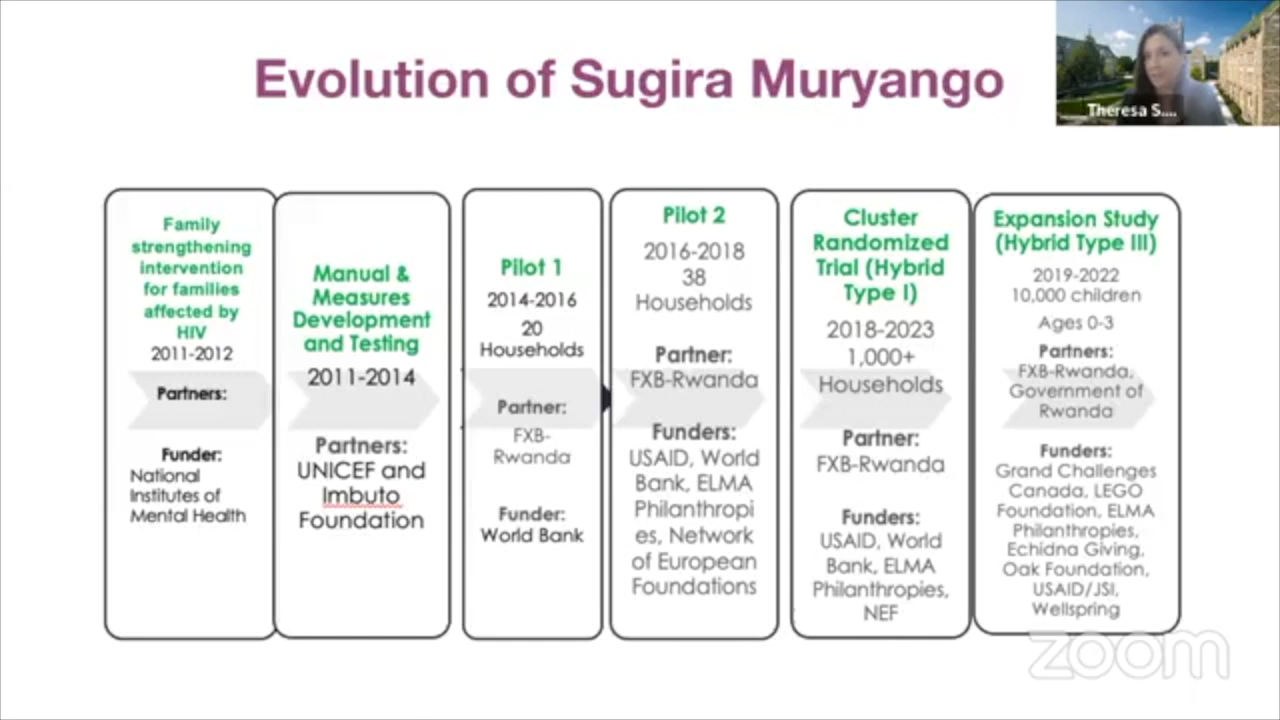 Evolution of Sugira Muryango
Theresa S....
Family
strengthening
intervention
for families
affected by
HIV
2011-2012
Partners:
Funder:
National
Institutes of
Mental Health
Manual &
Measures
Development
and Testing
2011-2014
Partners:
UNICEF and
Imbuto
Foundation
Pilot 1
2014-2016
20
Households
Partner:
FXB-
Rwanda
Funder:
World Bank
Pilot 2
2016-2018
38
Households
Partner:
FXB-Rwanda
Funders:
USAID, World
Bank, ELMA
Philanthropi
es, Network
of European
Foundations
Cluster
Randomized
Trial (Hybrid
Type I)
2018-2023
1,000+
Households
Partner:
FXB-Rwanda
Funders:
USAID, World
Bank, ELMA
Philanthropies,
NEF
Expansion Study
(Hybrid Type III)
2019-2022
10,000 children
Ages 0-3
Partners:
FXB-Rwanda,
Government of
Rwanda
Funders:
Grand Challenges
Canada, LEGO
Foundation, ELMA
Philanthropies,
Echidna Giving,
Oak Foundation,
USAID/JSI,
Wellspring
zoom